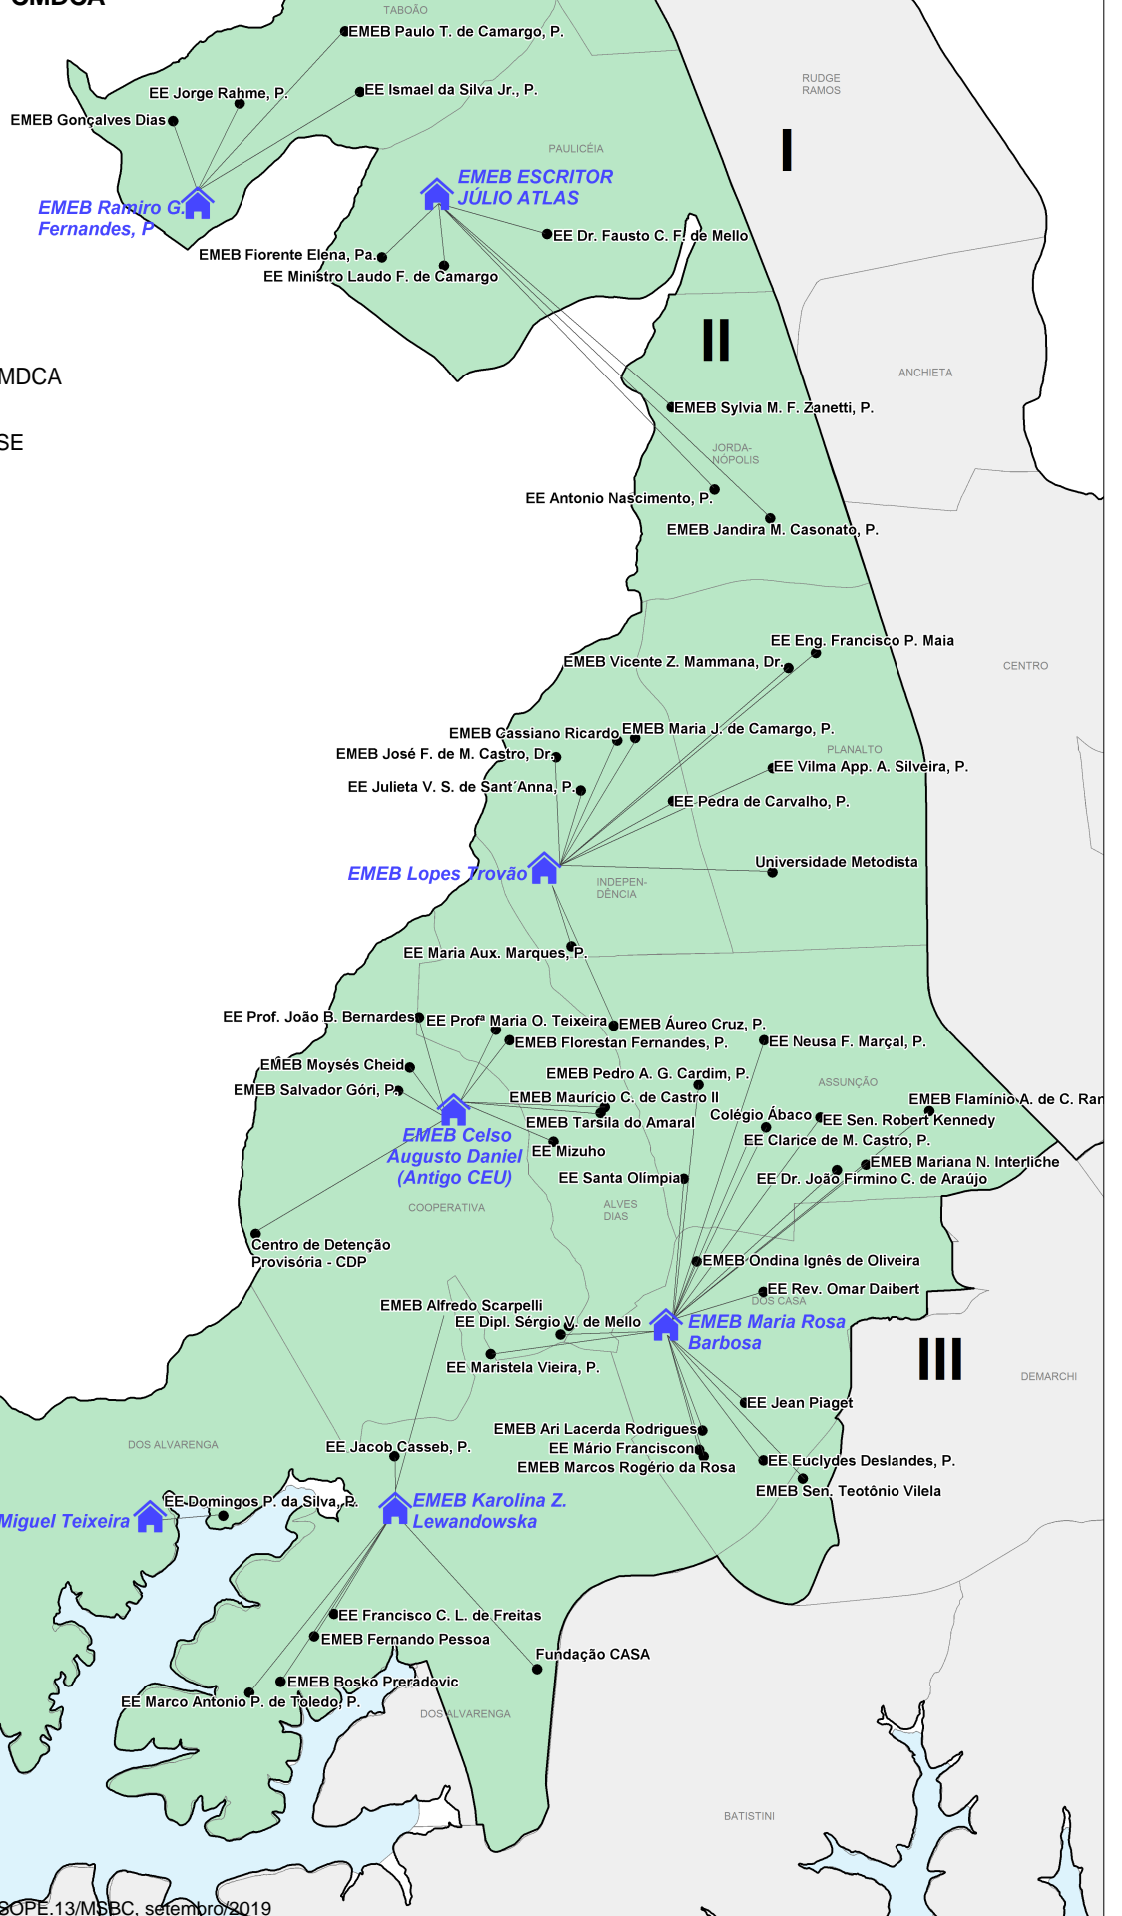 CMDCA
TABOÃO
EMEB Paulo T. de Camargo, P.
RUDGE
RAMOS
EE Jorge Rahme, P.
EE Ismael da Silva Jr., P.
EMEB Gonçalves Dias
I
PAULICÉIA
EMEB ESCRITOR
JÚLIO ATLAS
EMEB Ramiro G.
Fernandes, P
EE Dr. Fausto C. F. de Mello
EMEB Fiorente Elena, Pa.
EE Ministro Laudo F. de Camargo
II
MDCA
ANCHIETA
EMEB Sylvia M. F. Zanetti, P.
SE
JORDA-
NÓPOLIS
EE Antonio Nascimento, P.
EMEB Jandira M. Casonato, P.
EE Eng. Francisco P. Maia
EMEB Vicente Z. Mammana, Dr.
CENTRO
EMEB Cassiano Ricardo
EMEB Maria J. de Camargo, P.
EMEB José F. de M. Castro, Dr.
PLANALTO
EE Vilma App. A. Silveira, P.
EE Julieta V. S. de Sant´Anna, P.
EE Pedra de Carvalho, P.
Universidade Metodista
EMEB Lopes Trovão
INDEPEN-
DÊNCIA
EE Maria Aux. Marques, P.
EE Prof. João B. Bernardes
EE Profª Maria O. Teixeira
EMEB Áureo Cruz, P.
EMEB Florestan Fernandes, P.
EE Neusa F. Marçal, P.
EMEB Moysés Cheid
EMEB Pedro A. G. Cardim, P.
ASSUNÇÃO
EMEB Salvador Góri, P.
EMEB Maurício C. de Castro II
EMEB Flamínio A. de C. Ran
EMEB Tarsila do Amaral
Colégio Ábaco
EE Sen. Robert Kennedy
EMEB Celso
Augusto Daniel
(Antigo CEU)
EE Mizuho
EE Clarice de M. Castro, P.
EMEB Mariana N. Interliche
EE Santa Olímpia
EE Dr. João Firmino C. de Araújo
COOPERATIVA
ALVES
DIAS
Centro de Detenção
Provisória - CDP
EMEB Ondina Ignês de Oliveira
EE Rev. Omar Daibert
DOS CASA
EMEB Alfredo Scarpelli
EE Dipl. Sérgio V. de Mello
EMEB Maria Rosa
Barbosa
III
EE Maristela Vieira, P.
DEMARCHI
EE Jean Piaget
EMEB Ari Lacerda Rodrigues
DOS ALVARENGA
EE Jacob Casseb, P.
EE Mário Franciscon
EMEB Marcos Rogério da Rosa
EE Euclydes Deslandes, P.
EMEB Sen. Teotônio Vilela
EE Domingos P. da Silva, P.
EMEB Karolina Z.
Lewandowska
Miguel Teixeira
EE Francisco C. L. de Freitas
EMEB Fernando Pessoa
Fundação CASA
EMEB Bosko Preradovic
EE Marco Antonio P. de Toledo, P.
DOS ALVARENGA
BATISTINI
SOPE.13/MSBC, setembro/2019